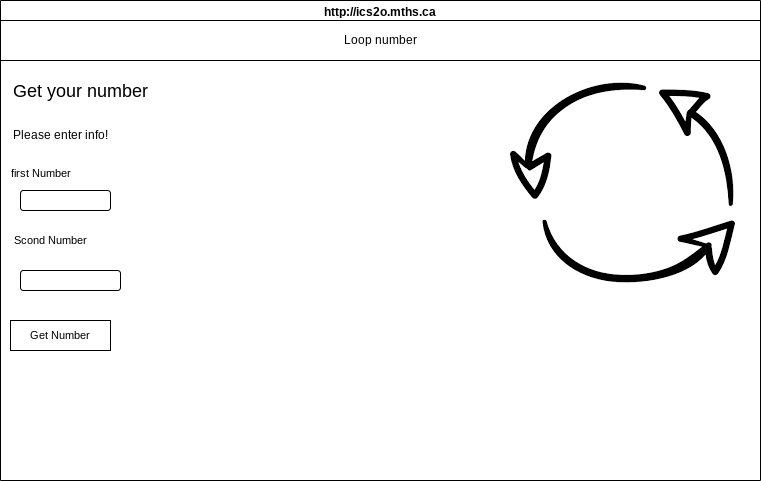 http://ics2o.mths.ca
Loop number
Get your number
Please enter info!
first Number
Scond Number
Get Number